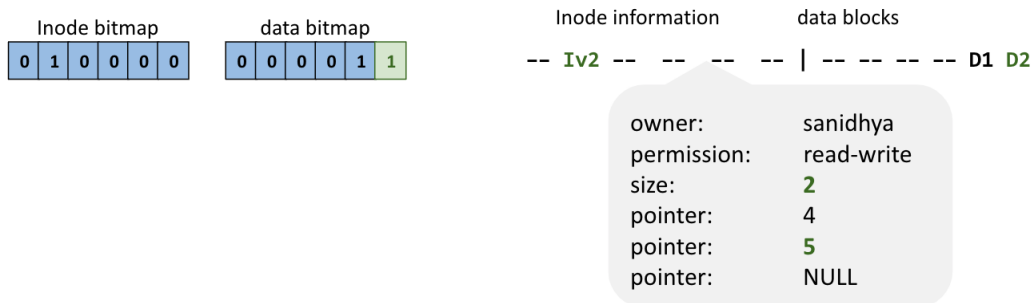 Inode bitmap
0 1 0 0 0 0
data bitmap
0 0 0 0 1 1
Inode information data blocks
-- Iv2 -- -- -- -- | -- -- -- -- D1 D2
owner: sanidhya
permission: read-write
size: 2
pointer: 4
pointer: 5
pointer: NULL